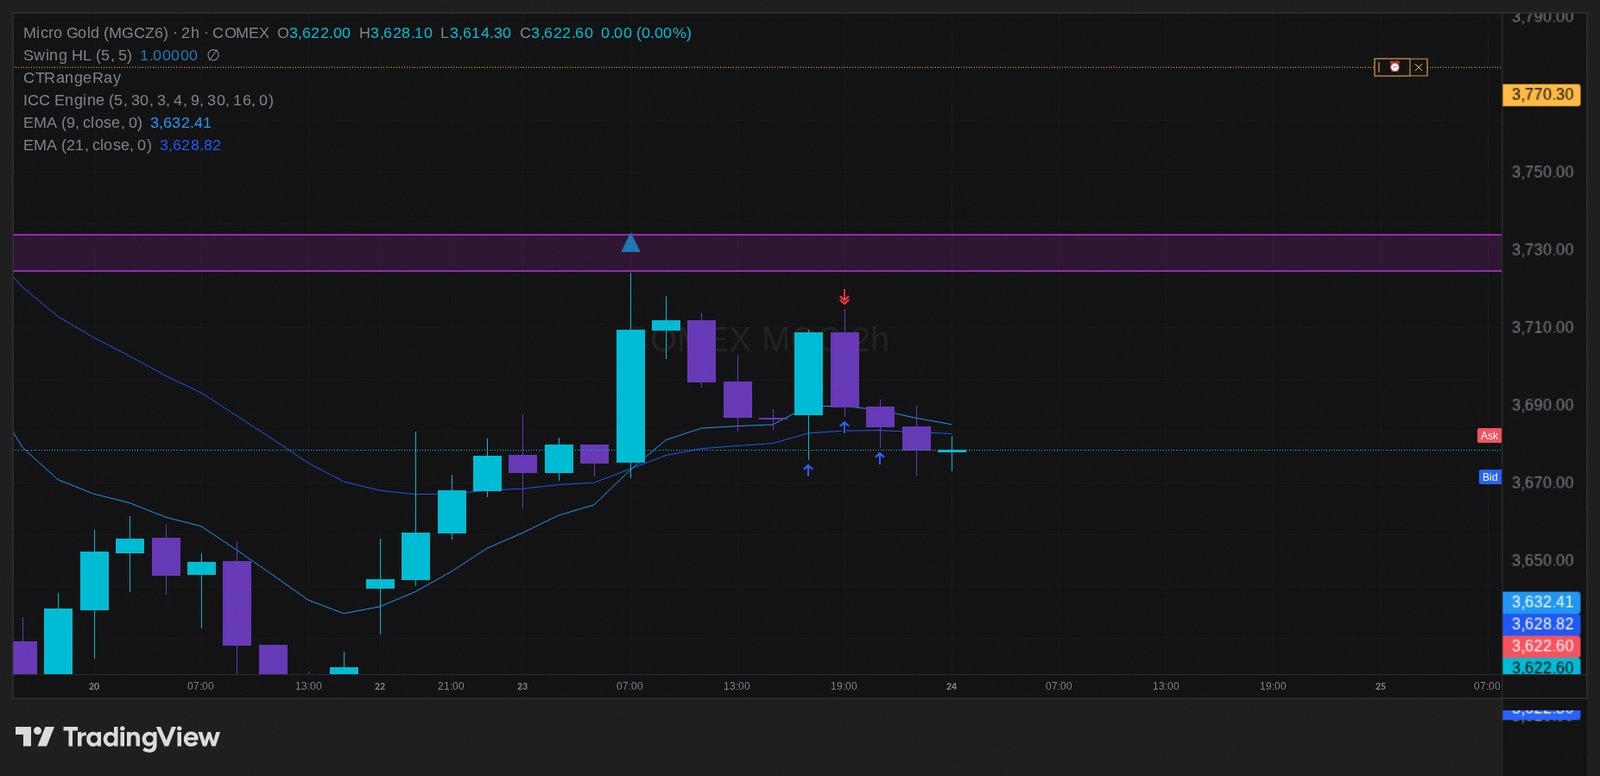 Micro Gold (MGCZ6) · 2h · COMEX O3,622.00 H3,628.10 L3,614.30 C3,622.60 0.00 (0.00%)
Swing HL (5, 5) 1.00000 ∅
CTRangeRay
ICC Engine (5, 30, 3, 4, 9, 30, 16, 0)
EMA (9, close, 0) 3,632.41
EMA (21, close, 0) 3,628.82
3,790.00
3,770.30
3,750.00
3,730.00
3,710.00
3,690.00
Ask
3,670.00
Bid
3,650.00
3,632.41
3,628.82
3,622.60
3,622.60
COMEX MGC 2h
20 07:00 13:00 22 21:00 23 07:00 13:00 19:00 24 07:00 13:00 19:00 25 07:00
TradingView